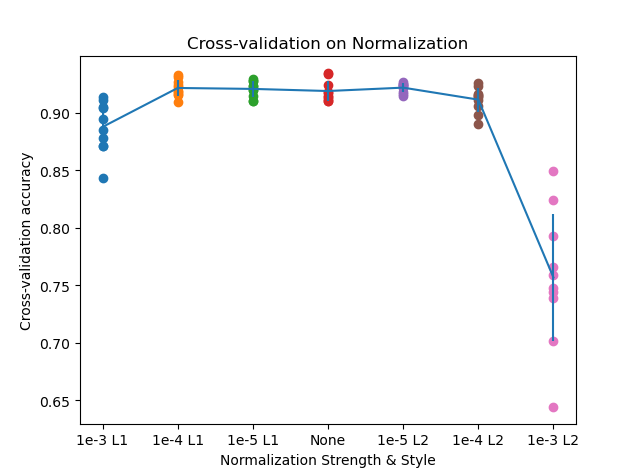 Cross-validation on Normalization
Cross-validation accuracy
0.90
0.85
0.80
0.75
0.70
0.65
1e-3 L1 1e-4 L1 1e-5 L1 None 1e-5 L2 1e-4 L2 1e-3 L2
Normalization Strength & Style